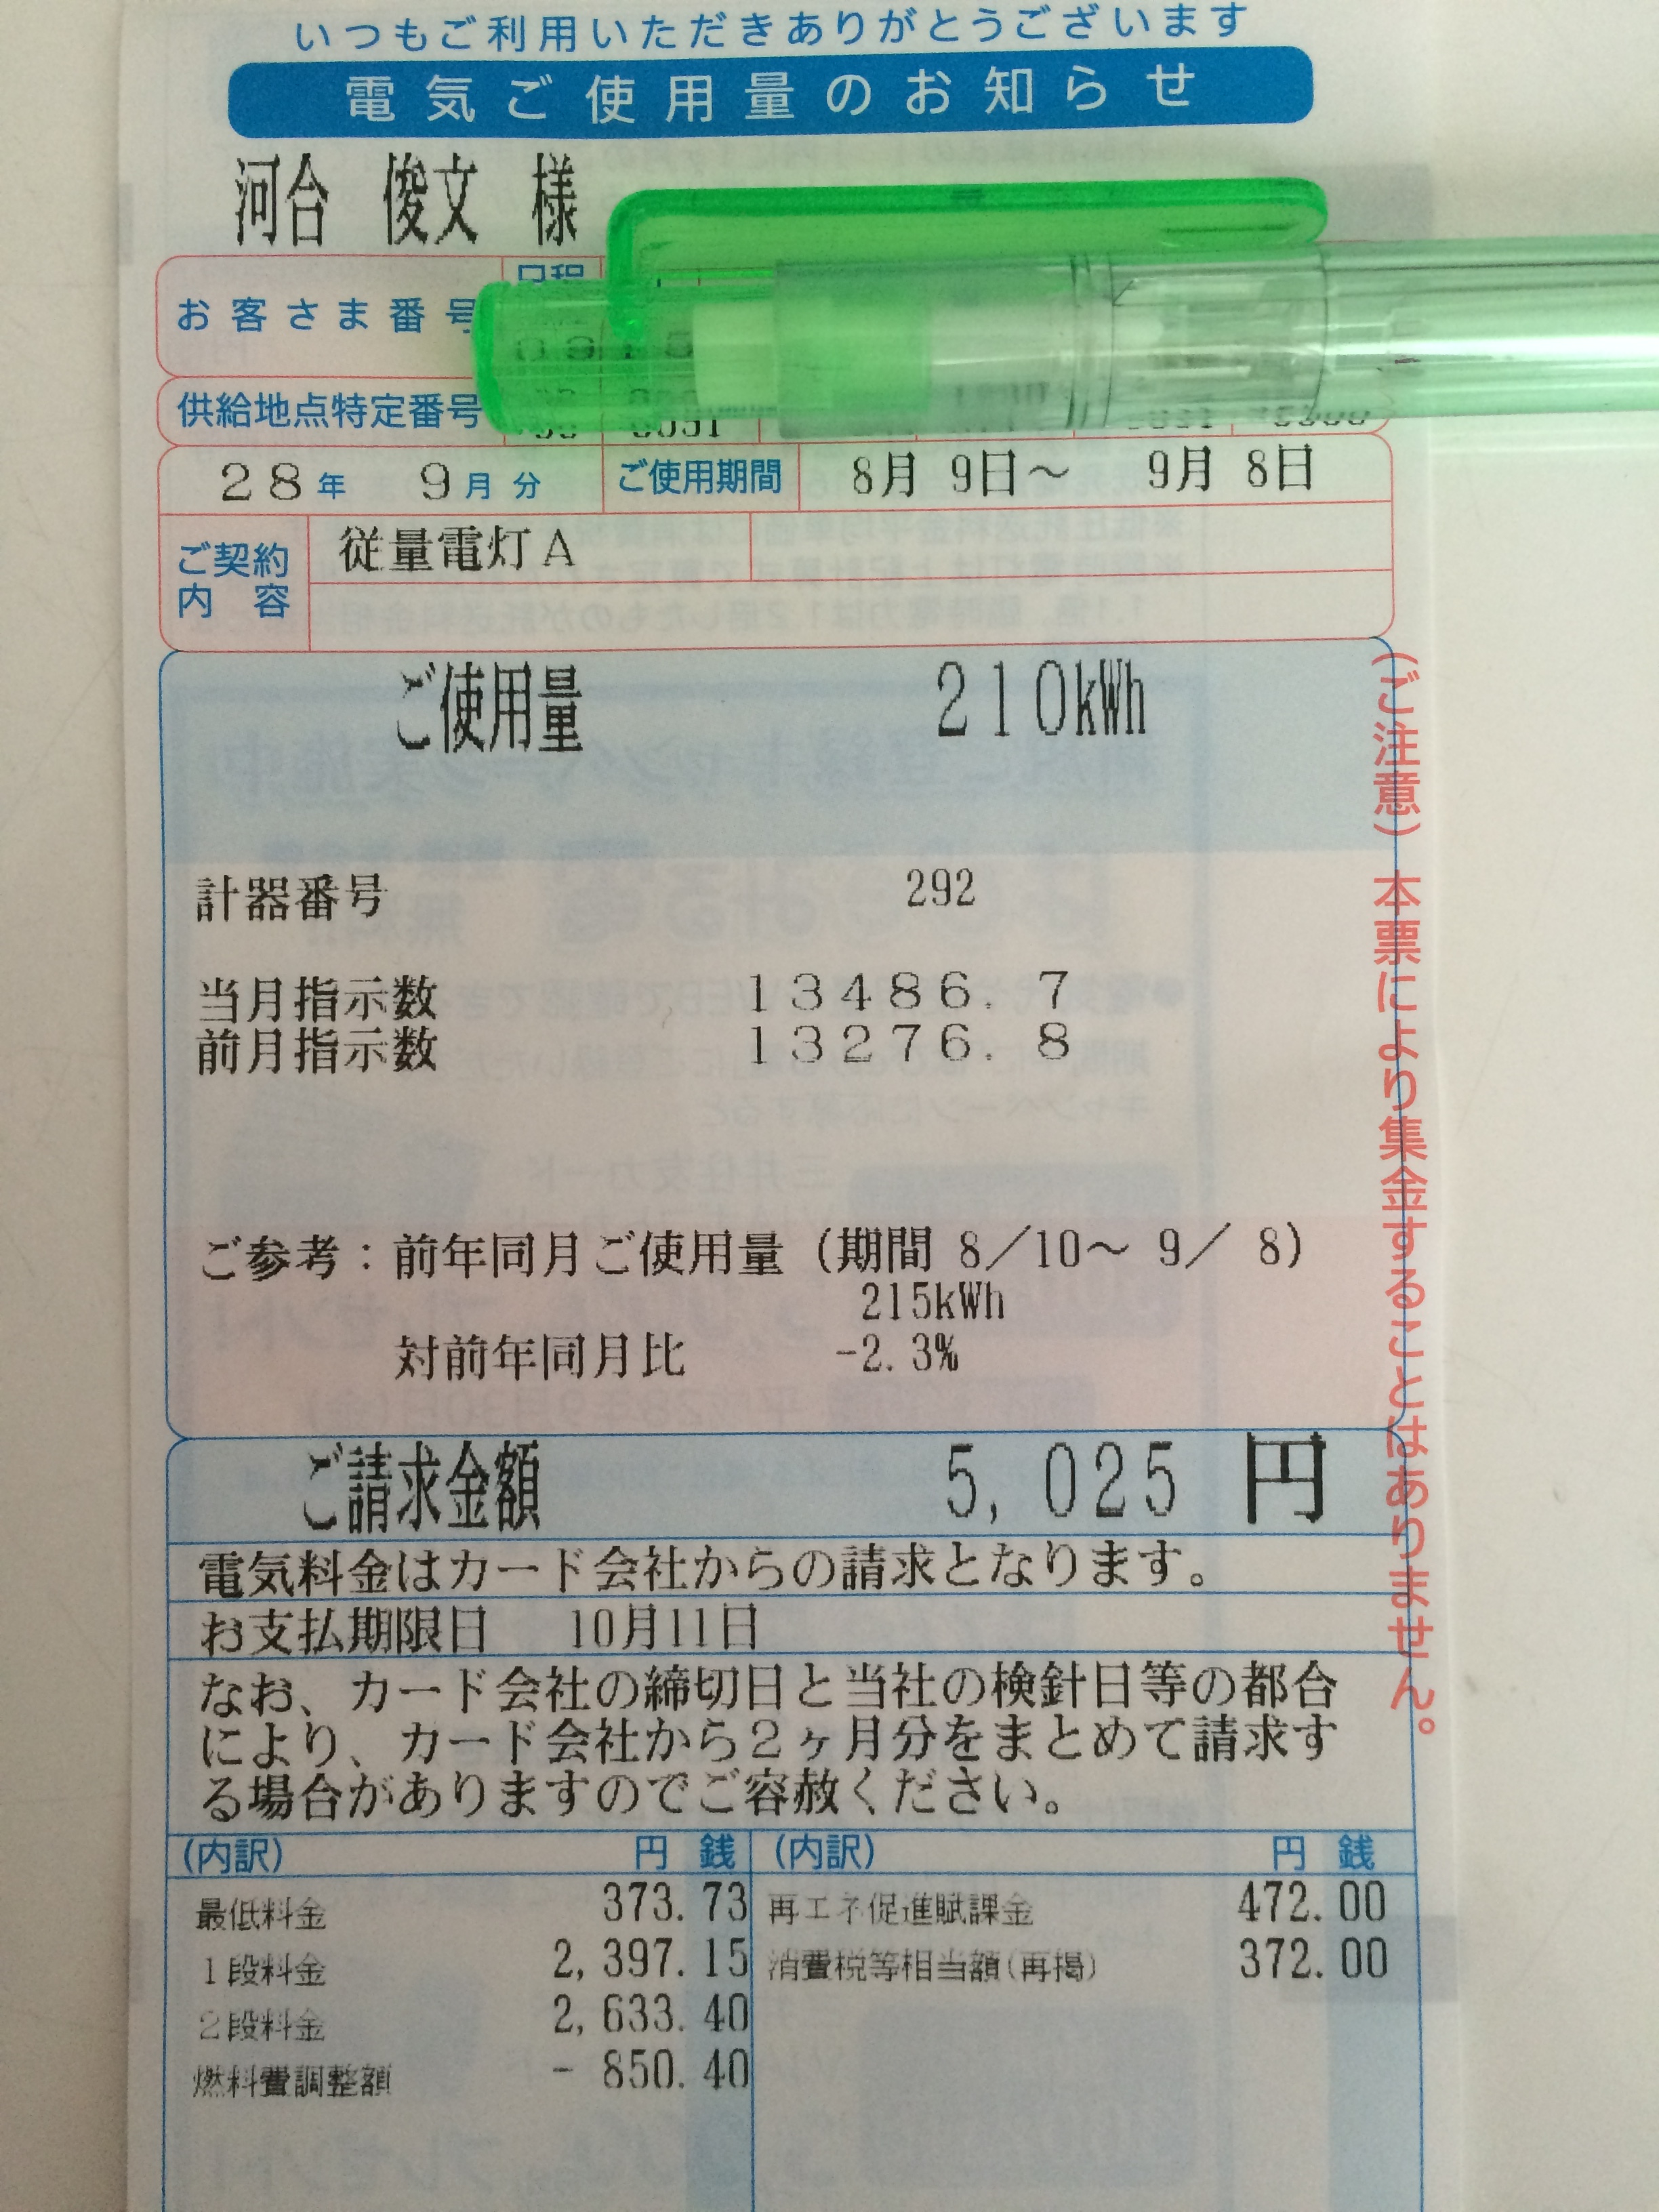 いつもご利用いただきありがとうございます
電気ご使用量のお知らせ
河合 俊文 様
お客さま番号
供給地点特定番号
28年 9月分 ご使用期間 8月 9日～ 9月 8日
ご契約内容 従量電灯A
ご使用量 210kWh
計器番号 292
当月指示数 13486.7
前月指示数 13276.8
ご参考：前年同月ご使用量（期間 8／10～ 9／ 8）
215kWh
対前年同月比 -2.3%
ご請求金額 5,025 円
電気料金はカード会社からの請求となります。
お支払期限日 10月11日
なお、カード会社の締切日と当社の検針日等の都合
により、カード会社から2ヶ月分をまとめて請求す
る場合がありますのでご容赦ください。
(内訳) 円 銭 (内訳) 円 銭
最低料金 373.73 再エネ促進賦課金 472.00
1段料金 2,397.15 消費税等相当額(再掲) 372.00
2段料金 2,633.40
燃料費調整額 - 850.40
(ご注意) 本票により集金することはありません。